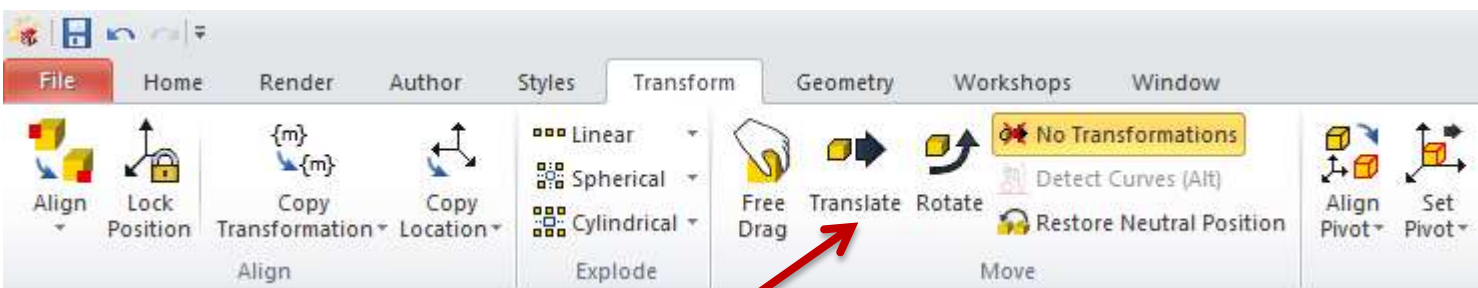 File Home Render Author Styles Transform Geometry Workshops Window
{m}
{m}
Align
Lock
Position
Copy
Transformation
Copy
Location
Align
Linear
Spherical
Cylindrical
Explode
Free
Drag
Translate
Rotate
No Transformations
Detect Curves (Alt)
Restore Neutral Position
Move
Align
Pivot
Set
Pivot